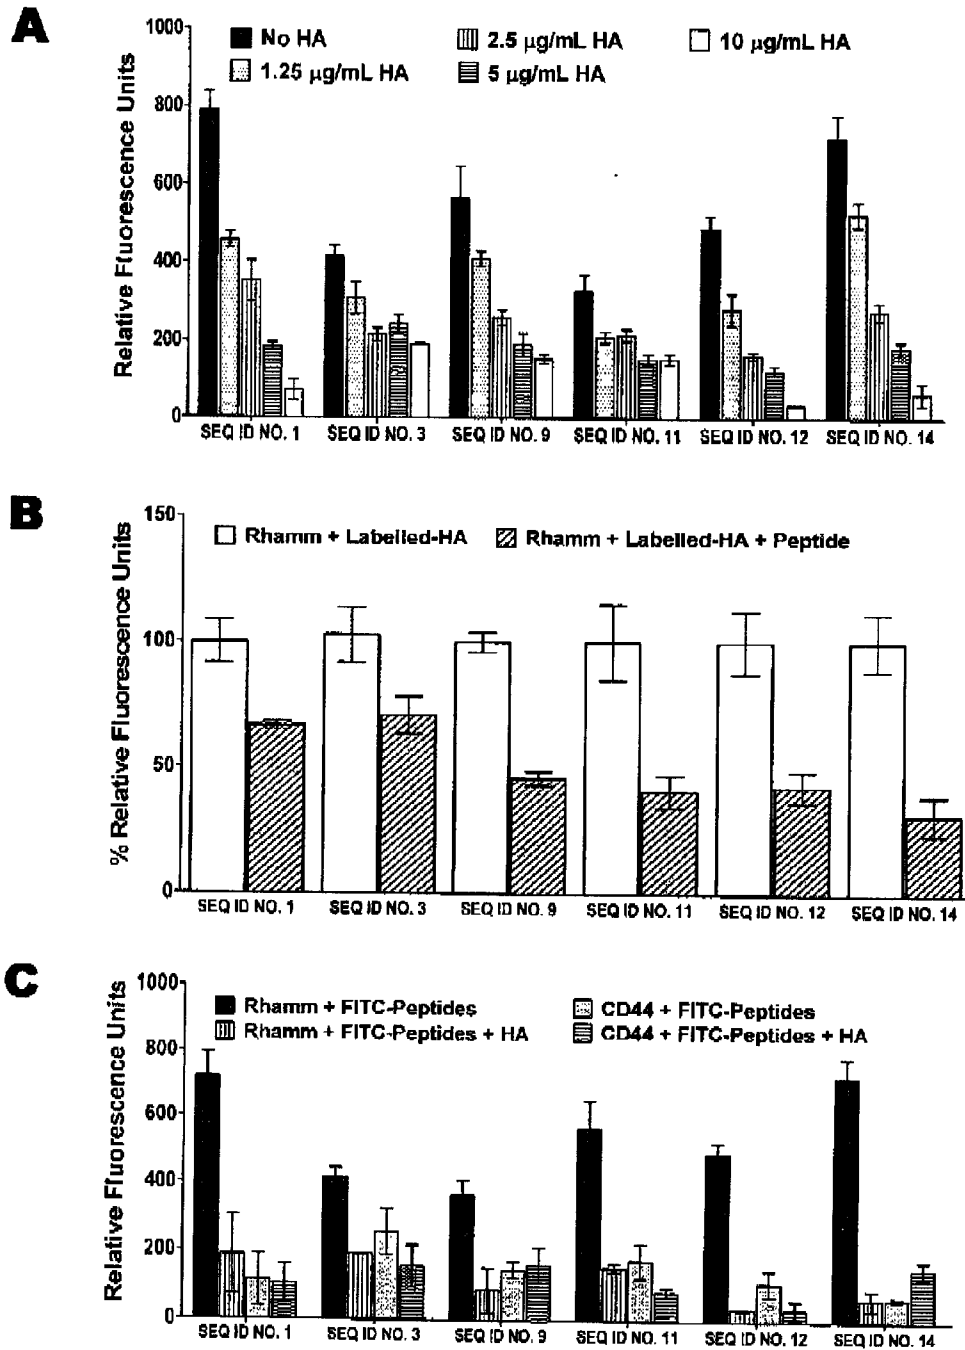 A
1000
800
600
400
200
0
Relative Fluorescence Units
No HA
2.5 µg/mL HA
10 µg/mL HA
1.25 µg/mL HA
5 µg/mL HA
SEQ ID NO. 1 SEQ ID NO. 3 SEQ ID NO. 9 SEQ ID NO. 11 SEQ ID NO. 12 SEQ ID NO. 14
B
150
100
50
0
% Relative Fluorescence Units
Rhamm + Labelled-HA
Rhamm + Labelled-HA + Peptide
SEQ ID NO. 1 SEQ ID NO. 3 SEQ ID NO. 9 SEQ ID NO. 11 SEQ ID NO. 12 SEQ ID NO. 14
C
1000
800
600
400
200
0
Relative Fluorescence Units
Rhamm + FITC-Peptides
CD44 + FITC-Peptides
Rhamm + FITC-Peptides + HA
CD44 + FITC-Peptides + HA
SEQ ID NO. 1 SEQ ID NO. 3 SEQ ID NO. 9 SEQ ID NO. 11 SEQ ID NO. 12 SEQ ID NO. 14